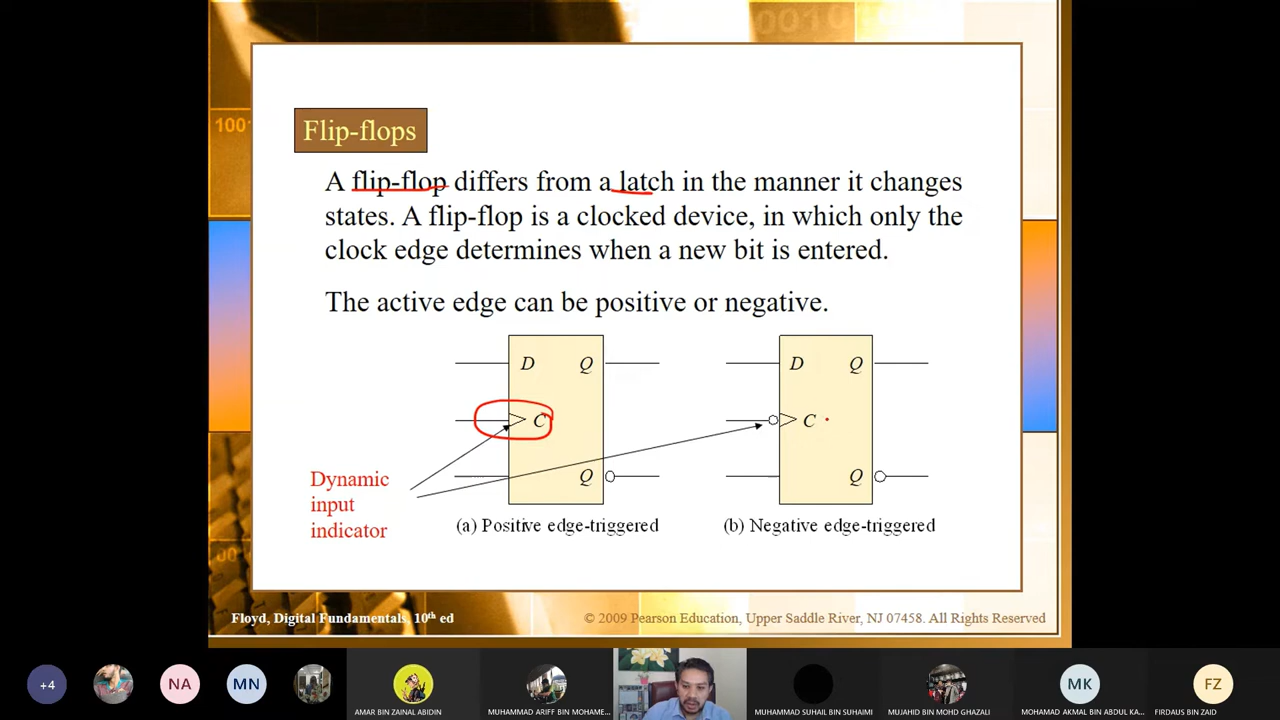 1001
001010
Flip-flops
A flip-flop differs from a latch in the manner it changes
states. A flip-flop is a clocked device, in which only the
clock edge determines when a new bit is entered.
The active edge can be positive or negative.
D Q
C
Q
D Q
C
Q
Dynamic
input
indicator
(a) Positive edge-triggered
(b) Negative edge-triggered
00
Floyd, Digital Fundamentals, 10th ed
© 2009 Pearson Education, Upper Saddle River, NJ 07458. All Rights Reserved
+4
NA
MN
AMAR BIN ZAINAL ABIDIN
MUHAMMAD ARIFF BIN MOHAME...
MUHAMMAD SUHAIL BIN SUHAIMI
MUJAHID BIN MOHD GHAZALI
MK
MOHAMAD AKMAL BIN ABDUL KA...
FZ
FIRDAUS BIN ZAID